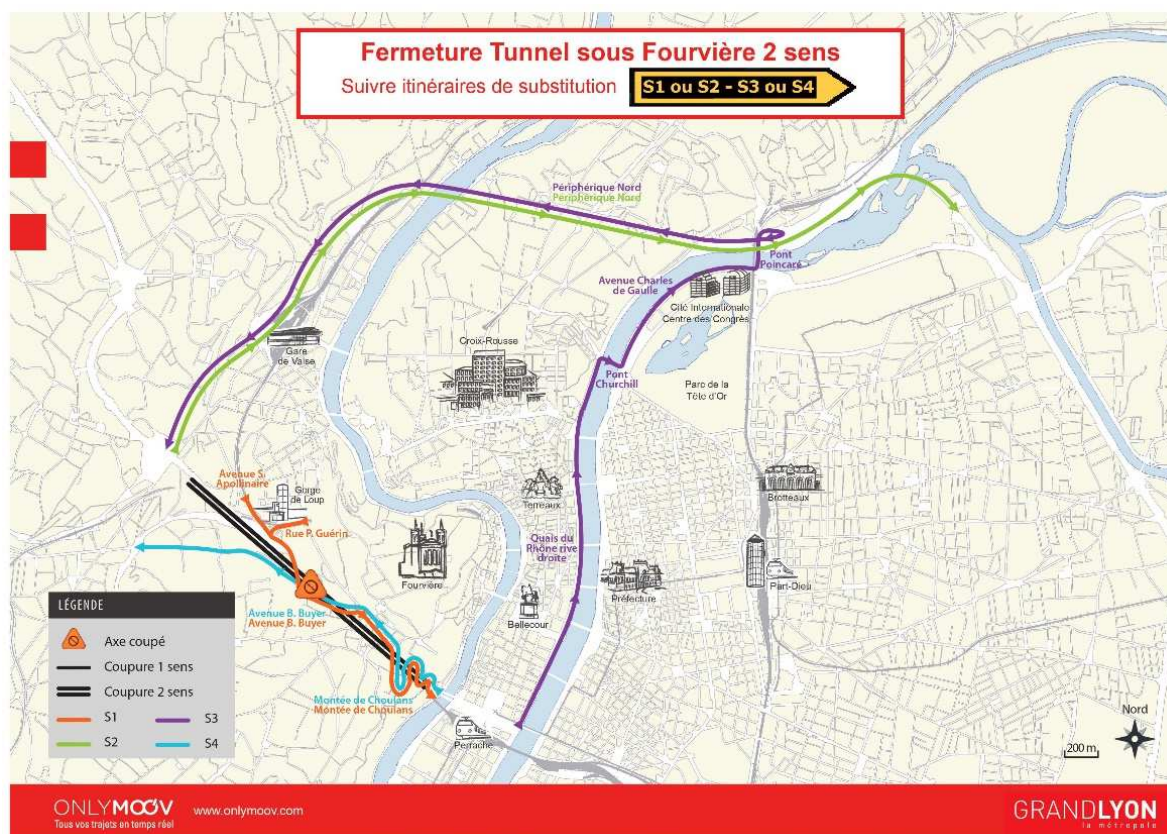 Fermeture Tunnel sous Fourvière 2 sens
Suivre itinéraires de substitution
S1 ou S2 - S3 ou S4
Périphérique Nord
Périphérique Nord
Pont
Poincaré
Avenue Charles
de Gaulle
Cité Internationale
Centre des Congrès
Gare
de Vaise
Croix-Rousse
Pont
Churchill
Parc de la
Tête d'Or
Avenue S.
Apollinaire
Gorge
de Loup
Rue P. Guérin
Terreaux
Brotteaux
Quais du
Rhône rive
droite
Fourvière
Préfecture
Part-Dieu
Bellecour
Avenue B. Buyer
Avenue B. Buyer
Montée de Choulans
Montée de Choulans
Perrache
LÉGENDE
Axe coupé
Coupure 1 sens
Coupure 2 sens
S1
S3
S2
S4
Nord
200 m
ONLYMOOV
Tous vos trajets en temps réel
www.onlymoov.com
GRANDLYON
la métropole